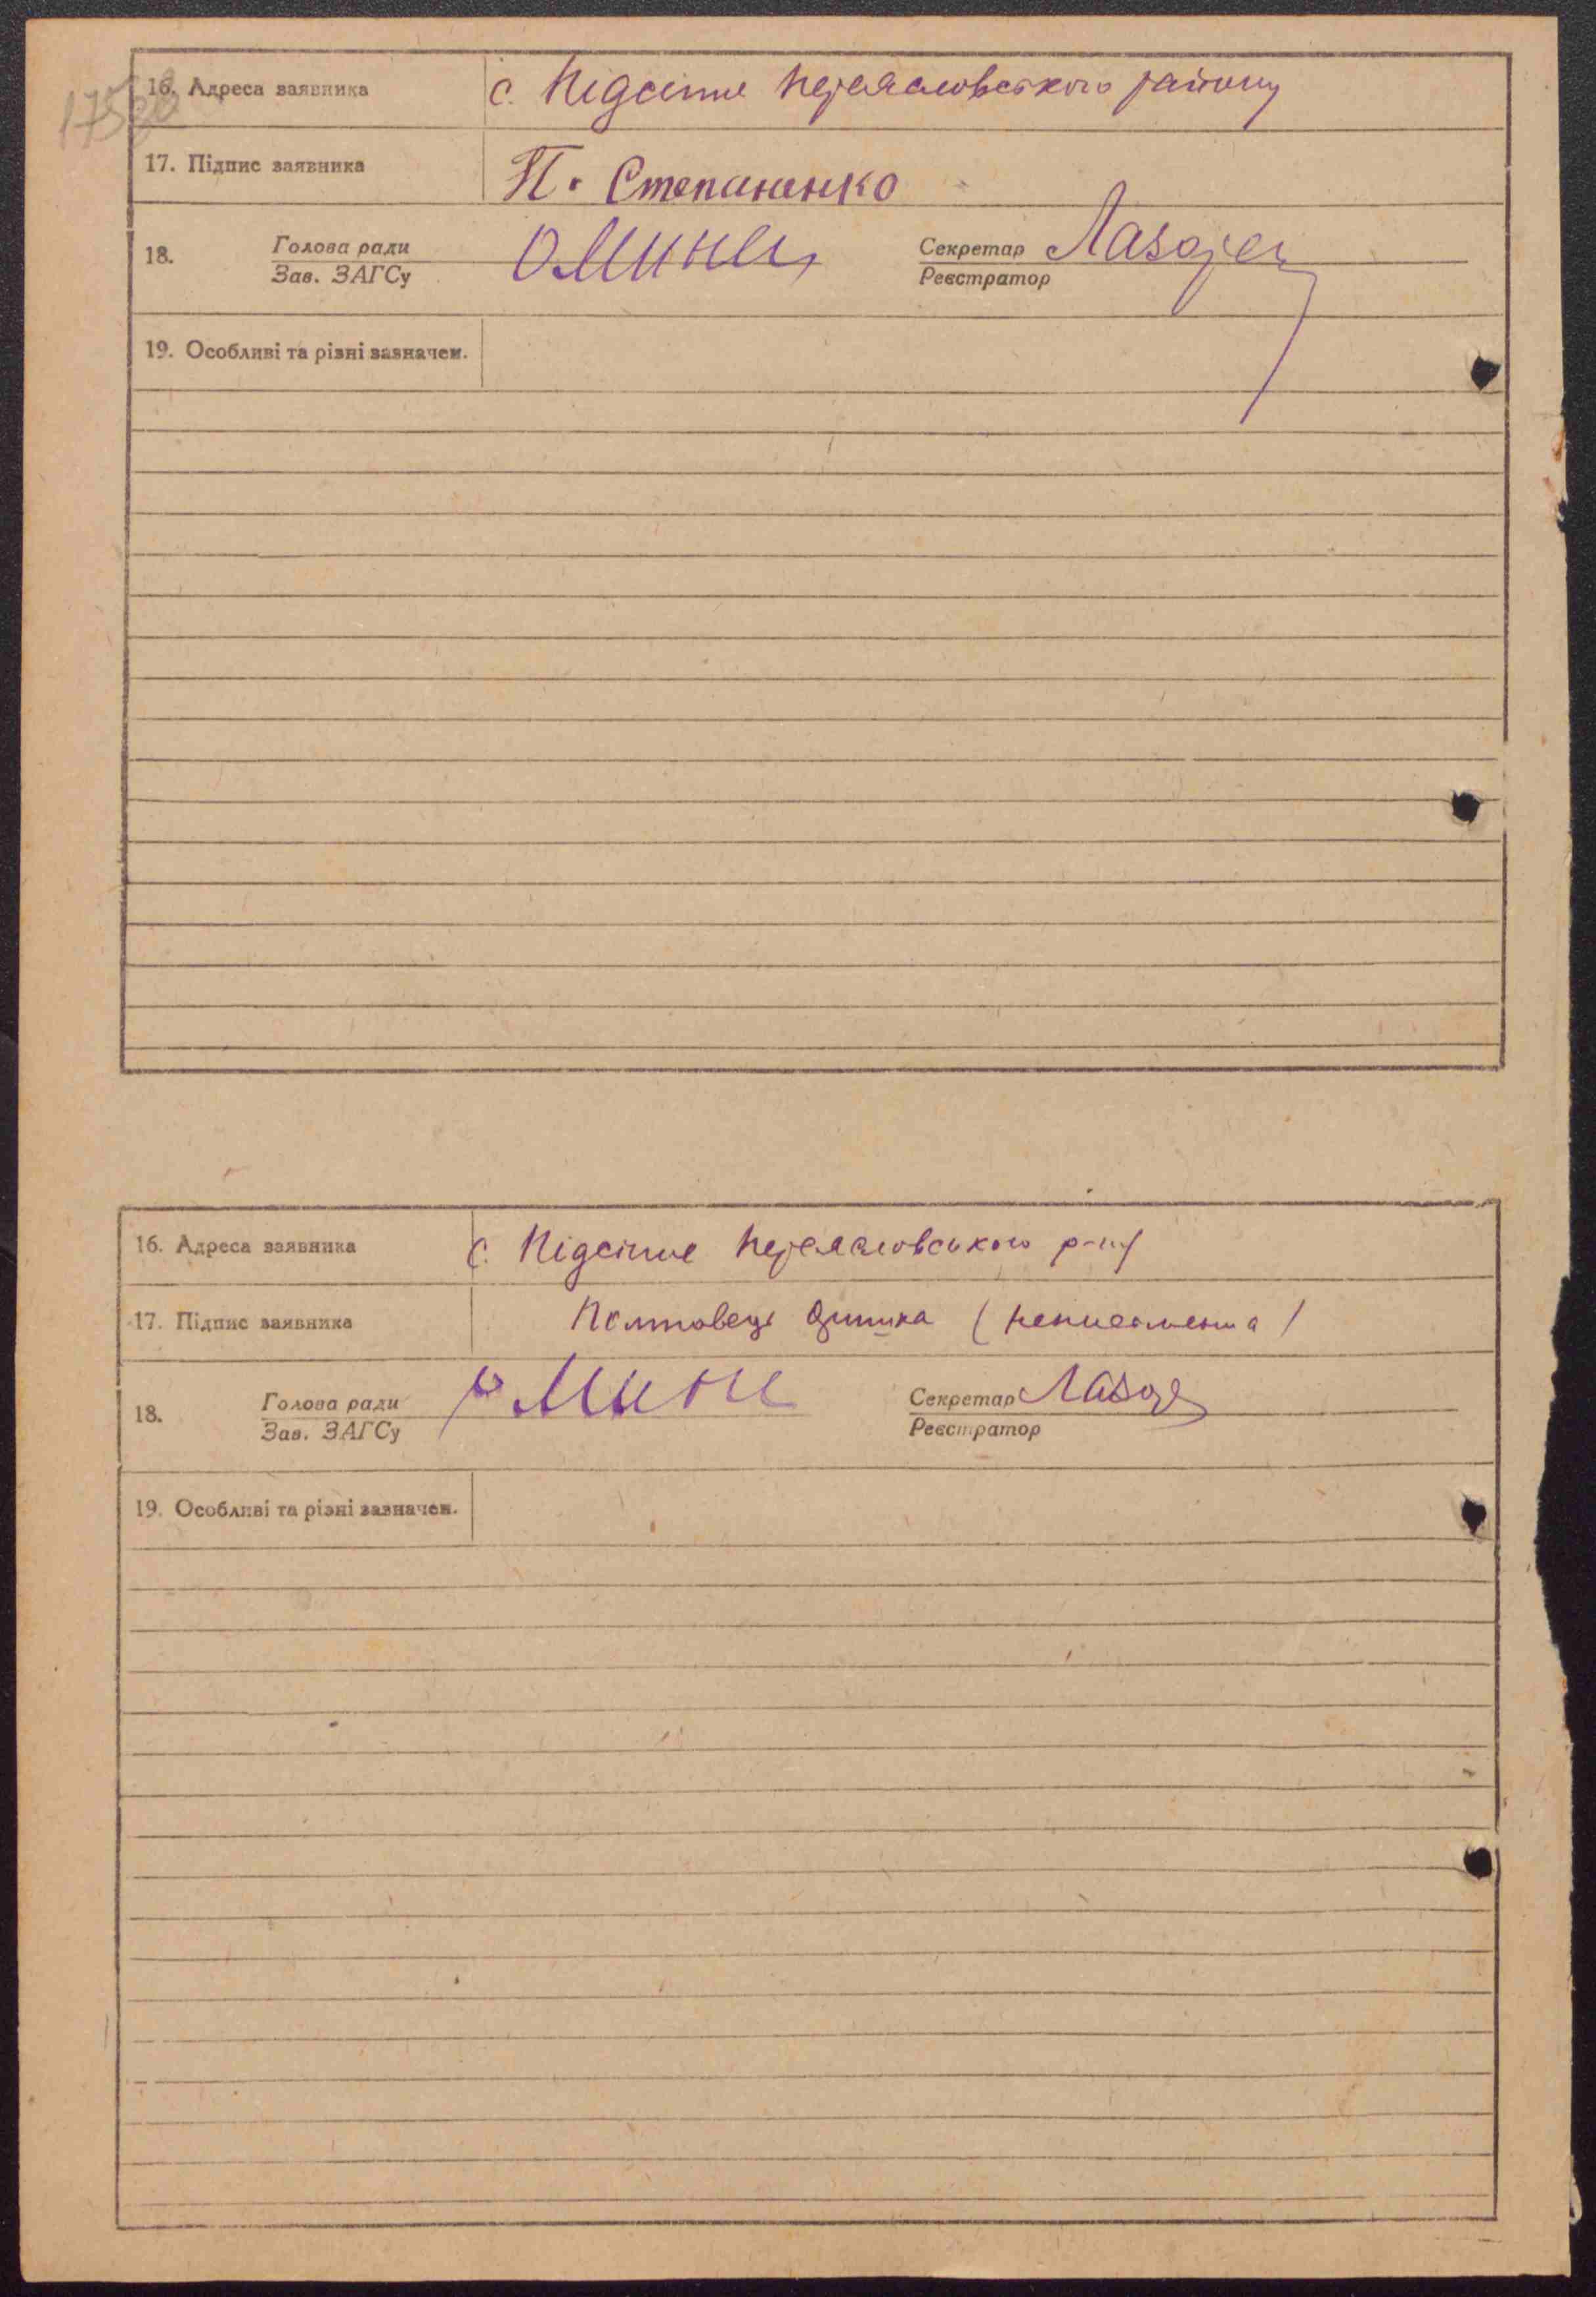 16. Адреса заявника с. Підсінне Переяславського району
17. Підпис заявника П. Степаненко
18. Голова ради Секретар Лазоре
Зав. ЗАГСу Реєстратор
19. Особливі та різні зазначен.
16. Адреса заявника с. Підсінне Переяславського р-ну
17. Підпис заявника Полтовець (неписьменна)
18. Голова ради Секретар
Зав. ЗАГСу Реєстратор
19. Особливі та різні зазначен.